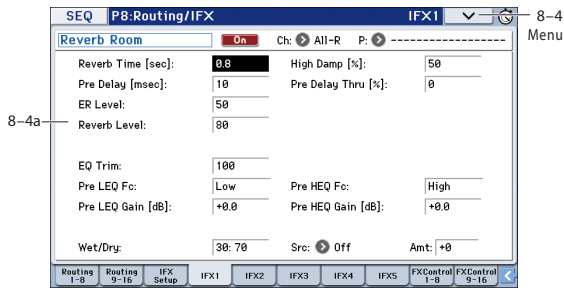 SEQ P8:Routing/IFX IFX1
8–4
Menu
Reverb Room On Ch: All-R P: --------------------
8–4a
Reverb Time [sec]: 0.8 High Damp [%]: 50
Pre Delay [msec]: 10 Pre Delay Thru [%]: 0
ER Level: 50
Reverb Level: 80
EQ Trim: 100
Pre LEQ Fc: Low Pre HEQ Fc: High
Pre LEQ Gain [dB]: +0.0 Pre HEQ Gain [dB]: +0.0
Wet/Dry: 30: 70 Src: Off Amt: +0
Routing 1-8 Routing 9-16 IFX Setup IFX1 IFX2 IFX3 IFX4 IFX5 FXControl 1-8 FXControl 9-16